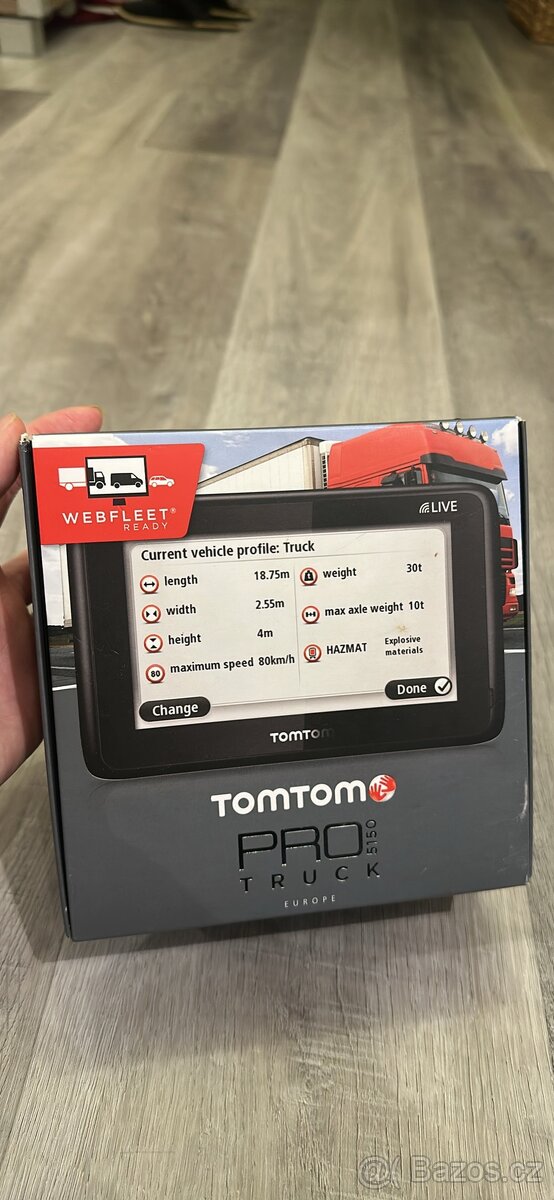 WEBFLEET®
READY
LIVE
Current vehicle profile: Truck
length 18.75m
width 2.55m
height 4m
80 maximum speed 80km/h
weight 30t
max axle weight 10t
HAZMAT Explosive
materials
Change
Done
TOMTOM
TOMTOM
PRO 5150
TRUCK
EUROPE
Bazos.cz